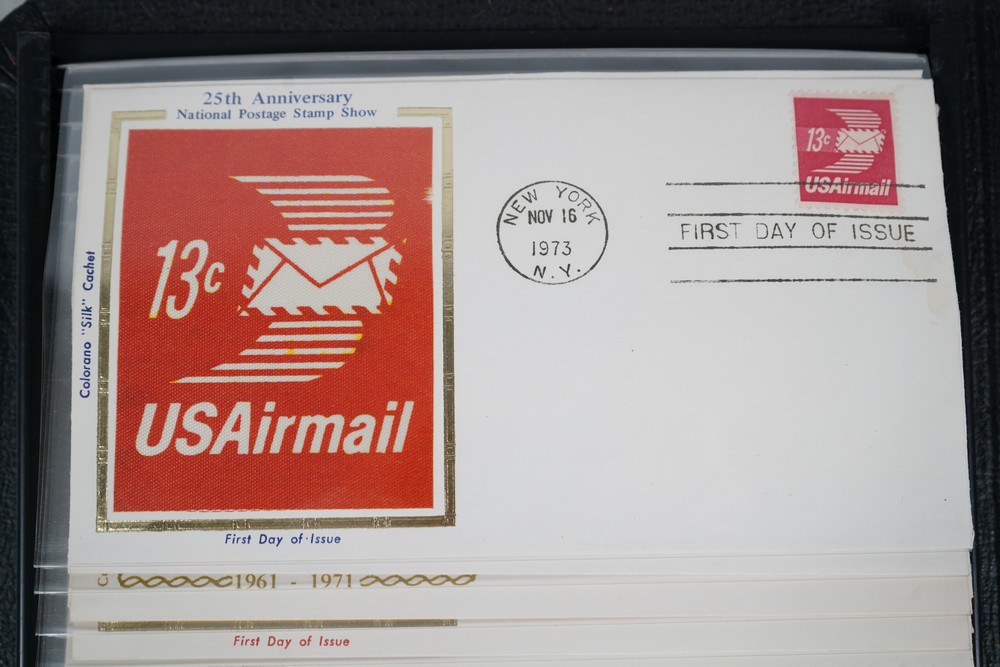 25th Anniversary
National Postage Stamp Show
13c
USAirmail
Colorano "Silk" Cachet
First Day of Issue
NEW YORK
NOV 16
1973
N.Y.
13c
USAirmail
FIRST DAY OF ISSUE
1961 - 1971
First Day of Issue